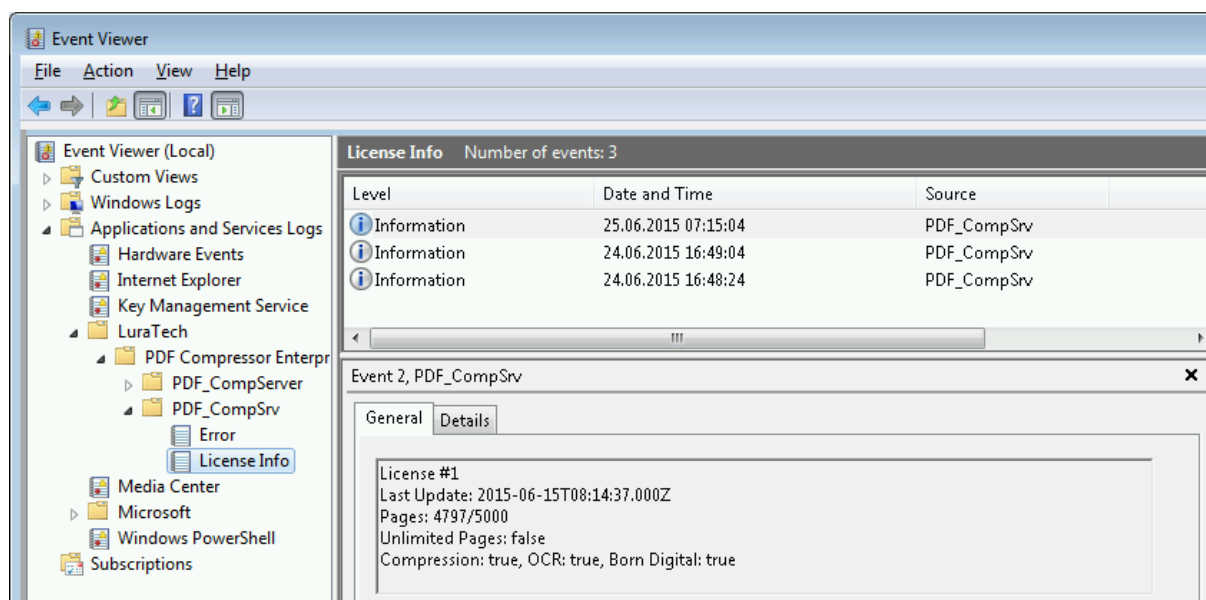 Event Viewer
File Action View Help
Event Viewer (Local)
Custom Views
Windows Logs
Applications and Services Logs
Hardware Events
Internet Explorer
Key Management Service
LuraTech
PDF Compressor Enterpr
PDF_CompServer
PDF_CompSrv
Error
License Info
Media Center
Microsoft
Windows PowerShell
Subscriptions
License Info Number of events: 3
Level Date and Time Source
Information 25.06.2015 07:15:04 PDF_CompSrv
Information 24.06.2015 16:49:04 PDF_CompSrv
Information 24.06.2015 16:48:24 PDF_CompSrv
Event 2, PDF_CompSrv
General Details
License #1
Last Update: 2015-06-15T08:14:37.000Z
Pages: 4797/5000
Unlimited Pages: false
Compression: true, OCR: true, Born Digital: true